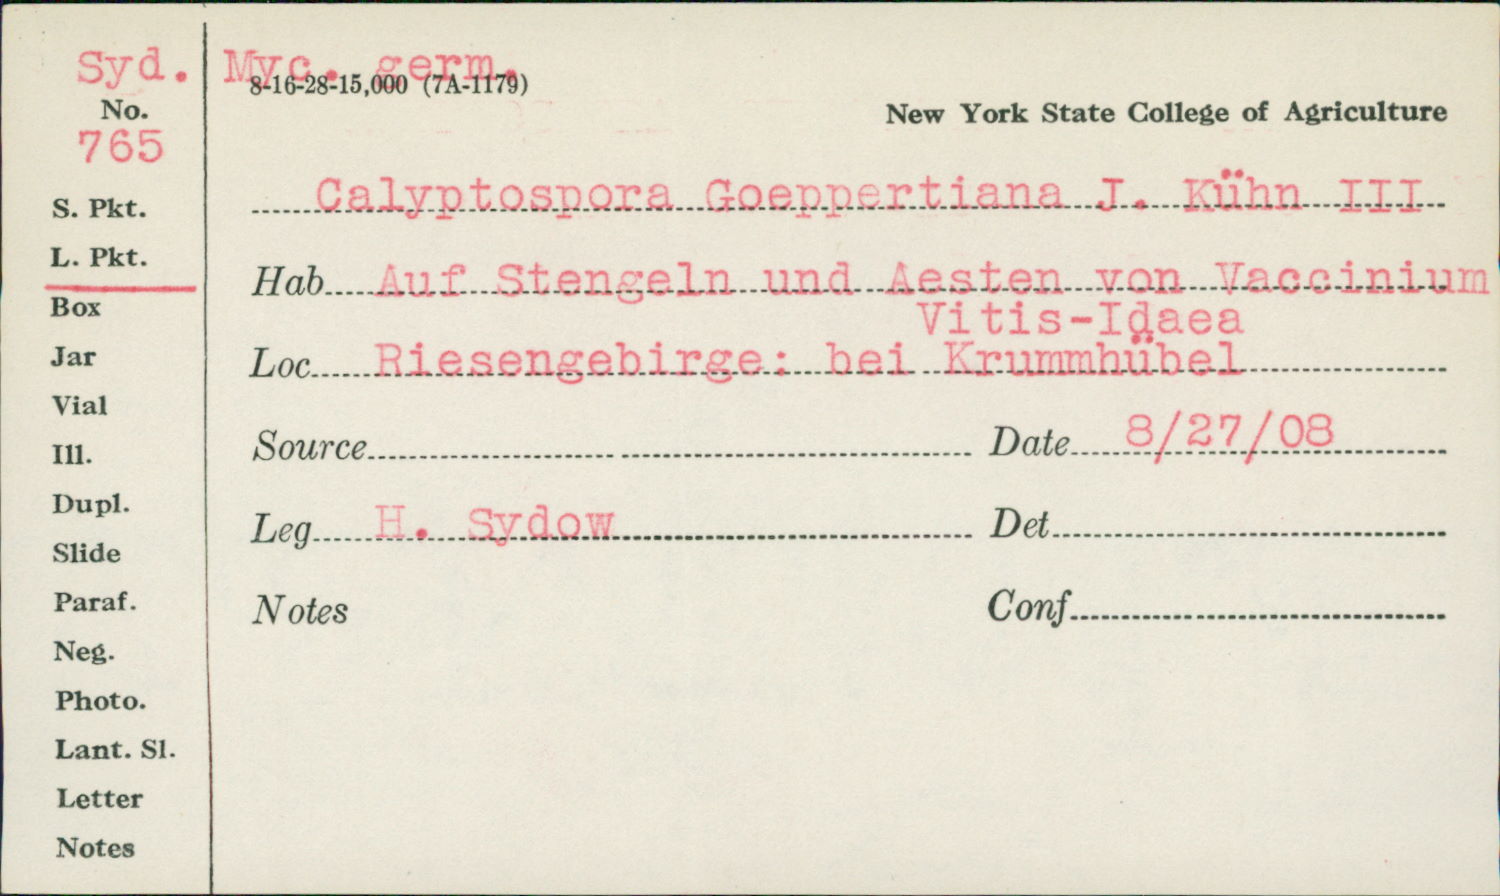 Syd. Myc. germ.
8-16-28-15,000 (7A-1179)
No.
New York State College of Agriculture
765
Calyptospora Goeppertiana J. Kühn III
S. Pkt.
L. Pkt.
Hab Auf Stengeln und Aesten von Vaccinium
Vitis-Idaea
Box
Jar
Loc Riesengebirge: bei Krummhübel
Vial
Ill.
Source Date 8/27/08
Dupl.
Leg H. Sydow Det
Slide
Paraf.
Notes Conf
Neg.
Photo.
Lant. Sl.
Letter
Notes